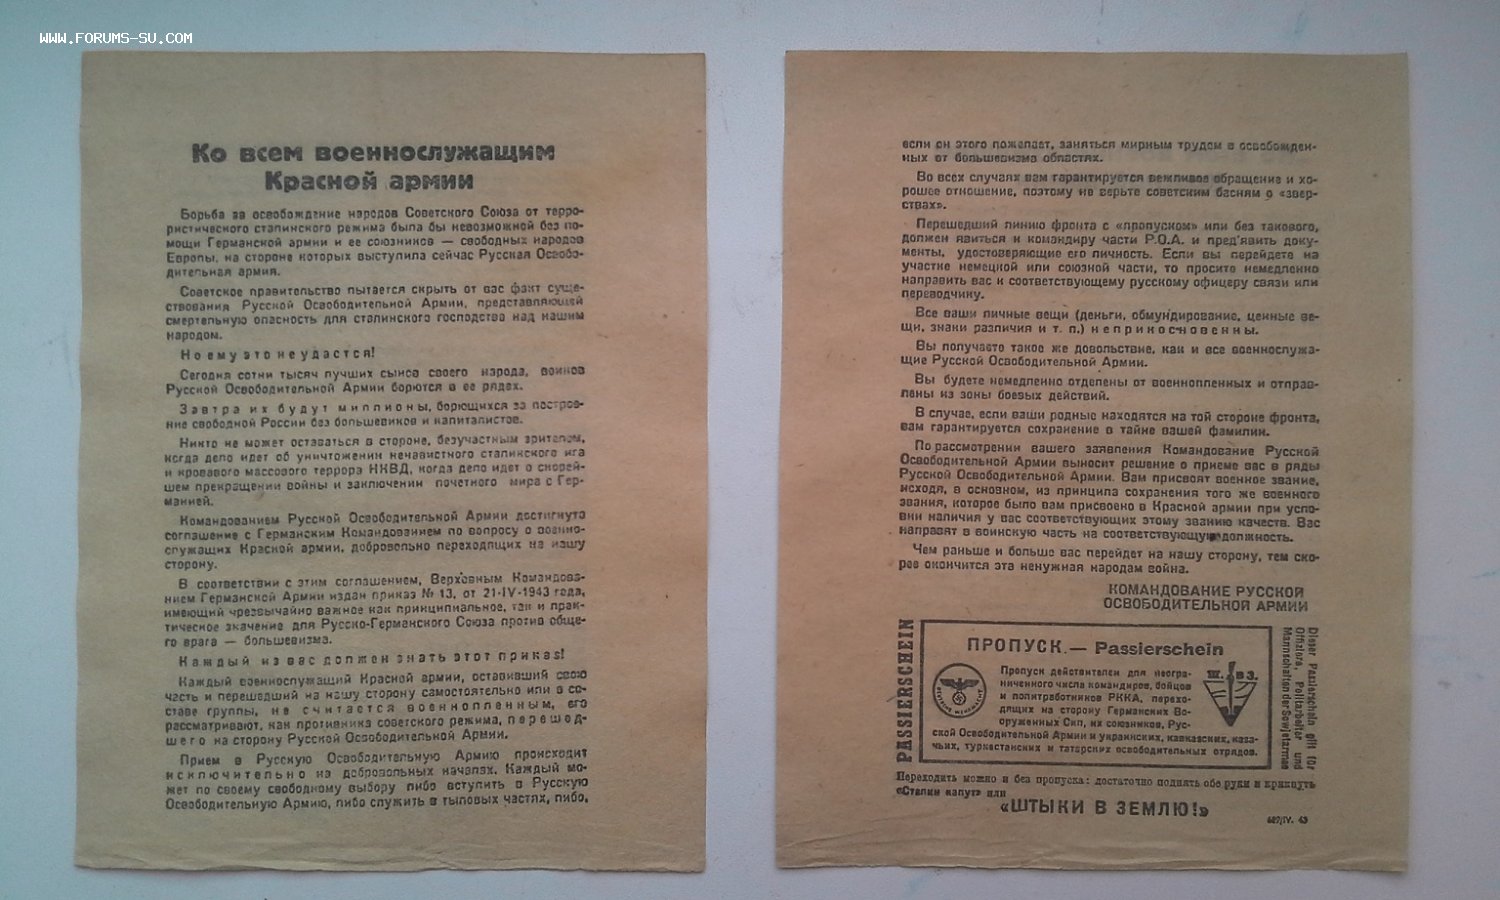 WWW.FORUMS-SU.COM
Ко всем военнослужащим
Красной армии
Борьба за освобождение народов Советского Союза от терро-
ристического сталинского режима была бы невозможной без по-
мощи Германской армии и ее союзников — свободных народов
Европы, на стороне которых выступила сейчас Русская Освобо-
дительная армия.
Советское правительство пытается скрыть от вас факт суще-
ствования Русской Освободительной Армии, представляющей
смертельную опасность для сталинского господства над нашим
народом.
Но ему это не удастся!
Сегодня сотни тысяч лучших сынов своего народа, воинов
Русской Освободительной Армии борются в ее рядах.
Завтра их будут миллионы, борющихся за построе-
ние свободной России без большевиков и капиталистов.
Никто не может оставаться в стороне, безучастным зрителем,
когда дело идет об уничтожении ненавистного сталинского ига
и кровавого массового террора НКВД, когда дело идет о скорей-
шем прекращении войны и заключении почетного мира с Гер-
манией.
Командованием Русской Освободительной Армии достигнуто
соглашение с Германским Командованием по вопросу о военно-
служащих Красной армии, добровольно переходящих на нашу
сторону.
В соответствии с этим соглашением, Верховным Командова-
нием Германской Армии издан приказ № 13, от 21-IV-1943 года,
имеющий чрезвычайно важное как принципиальное, так и прак-
тическое значение для Русско-Германского Союза против обще-
го врага — большевизма.
Каждый из вас должен знать этот приказ!
Каждый военнослужащий Красной армии, оставивший свою
часть и перешедший на нашу сторону самостоятельно или в со-
ставе группы, не считается военнопленным, его
рассматривают, как противника советского режима, перешед-
шего на сторону Русской Освободительной Армии.
Прием в Русскую Освободительную Армию происходит
исключительно на добровольных началах. Каждый мо-
жет по своему свободному выбору либо вступить в Русскую
Освободительную Армию, либо служить в тыловых частях, либо,
если он этого пожелает, заняться мирным трудом в освобожден-
ных от большевизма областях.
Во всех случаях вам гарантируется вежливое обращение и хо-
рошее отношение, поэтому не верьте советским басням о «звер-
ствах».
Перешедший линию фронта с «пропуском» или без такового,
должен явиться к командиру части Р.О.А. и пред'явить доку-
менты, удостоверяющие его личность. Если вы перейдете на
участке немецкой или союзной части, то просите немедленно
направить вас к соответствующему русскому офицеру связи или
переводчику.
Все ваши личные вещи (деньги, обмундирование, ценные ве-
щи, знаки различия и т. п.) неприкосновенны.
Вы получаете такое же довольствие, как и все военнослужа-
щие Русской Освободительной Армии.
Вы будете немедленно отделены от военнопленных и отправ-
лены из зоны боевых действий.
В случае, если ваши родные находятся на той стороне фронта,
вам гарантируется сохранение в тайне вашей фамилии.
По рассмотрении вашего заявления Командование Русской
Освободительной Армии выносит решение о приеме вас в ряды
Русской Освободительной Армии. Вам присвоят военное звание,
исходя, в основном, из принципа сохранения того же военного
звания, которое было вам присвоено в Красной армии при усло-
вии наличия у вас соответствующих этому званию качеств. Вас
направят в воинскую часть на соответствующую должность.
Чем раньше и больше вас перейдет на нашу сторону, тем ско-
рее окончится эта ненужная народам война.
КОМАНДОВАНИЕ РУССКОЙ
ОСВОБОДИТЕЛЬНОЙ АРМИИ
PASSIERSCHEIN
ПРОПУСК. — Passierschein
Пропуск действителен для неогра-
ниченного числа командиров, бойцов
и политработников РККА, перехо-
дящих на сторону Германских Во-
оруженных Сил, их союзников, Рус-
ской Освободительной Армии и украинских, кавказских, каза-
чьих, туркестанских и татарских освободительных отрядов.
Ш. В З.
Dieser Passierschein gilt für
Offiziere, Politarbeiter und
Mannschaften der Sowjetarmee
Переходить можно и без пропуска: достаточно поднять обе руки и крикнуть
«Сталин капут» или
«ШТЫКИ В ЗЕМЛЮ!»